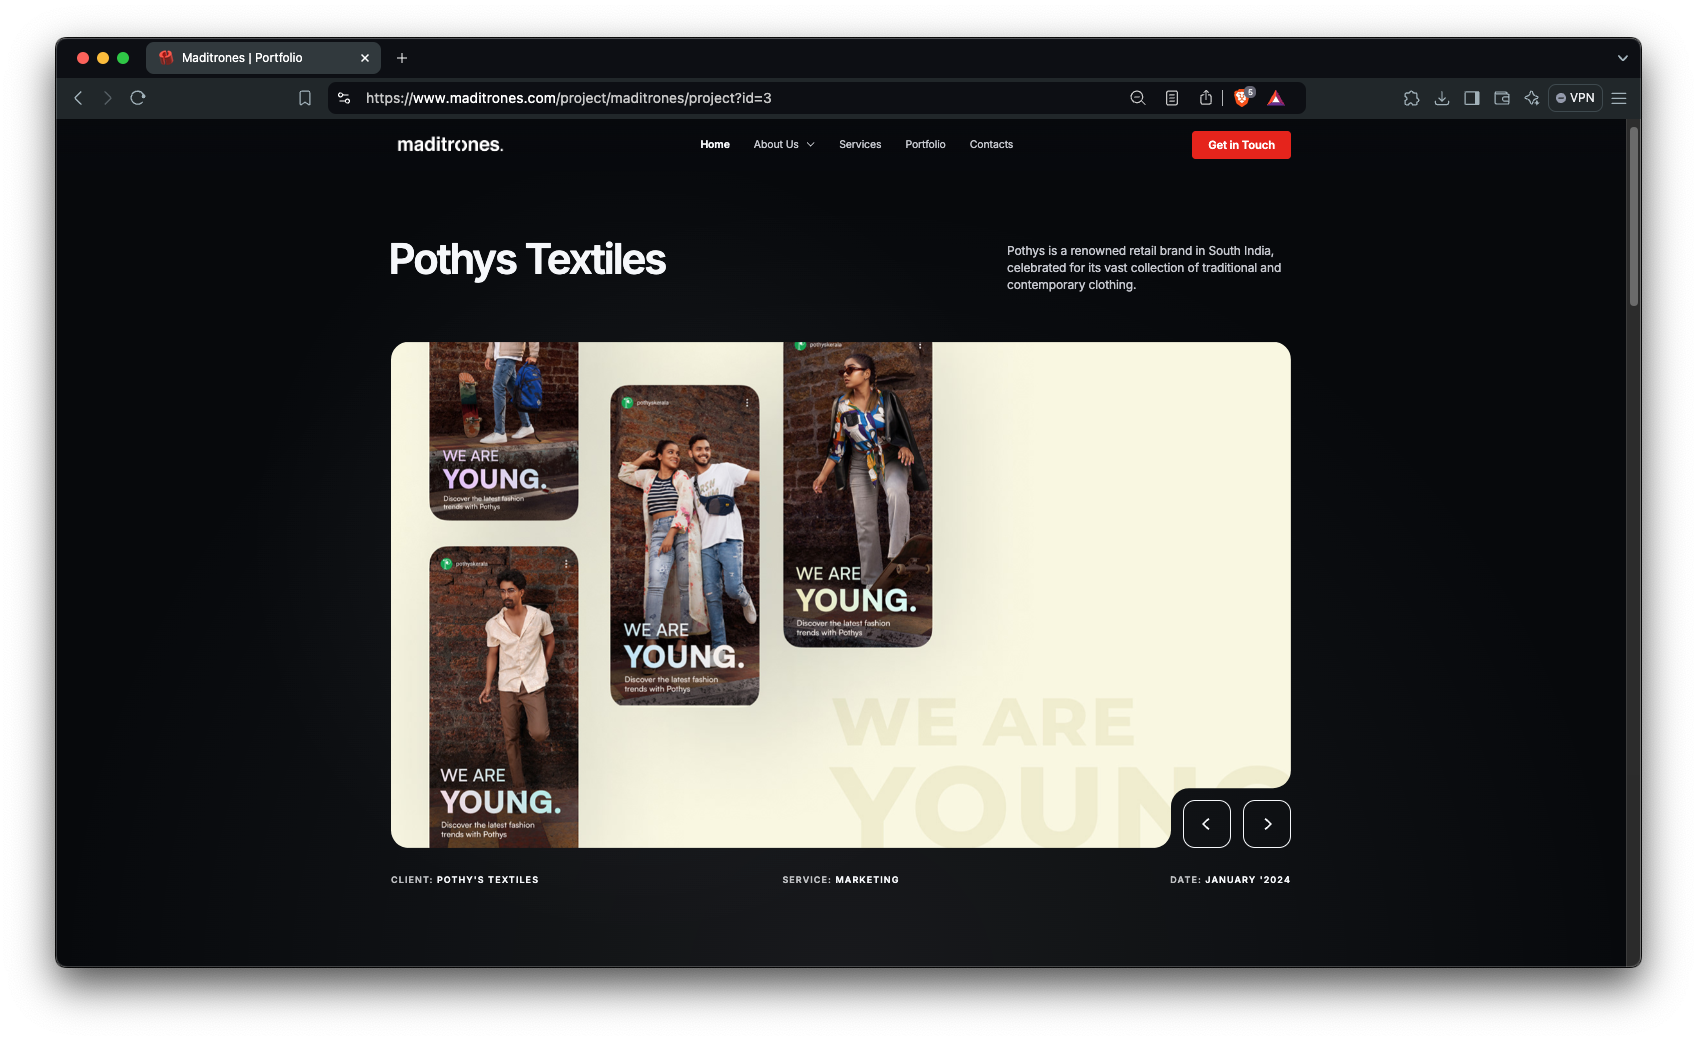 Maditrones | Portfolio
https://www.maditrones.com/project/maditrones/project?id=3
5
VPN
maditrones.
Home
About Us
Services
Portfolio
Contacts
Get in Touch
Pothys Textiles
Pothys is a renowned retail brand in South India,
celebrated for its vast collection of traditional and
contemporary clothing.
WE ARE
YOUNG.
Discover the latest fashion
trends with Pothys
pothyskerala
WE ARE
YOUNG.
Discover the latest fashion
trends with Pothys
pothyskerala
WE ARE
YOUNG.
Discover the latest fashion
trends with Pothys
pothyskerala
WE ARE
YOUNG.
Discover the latest fashion
trends with Pothys
WE ARE
YOUNG
CLIENT: POTHY'S TEXTILES
SERVICE: MARKETING
DATE: JANUARY '2024